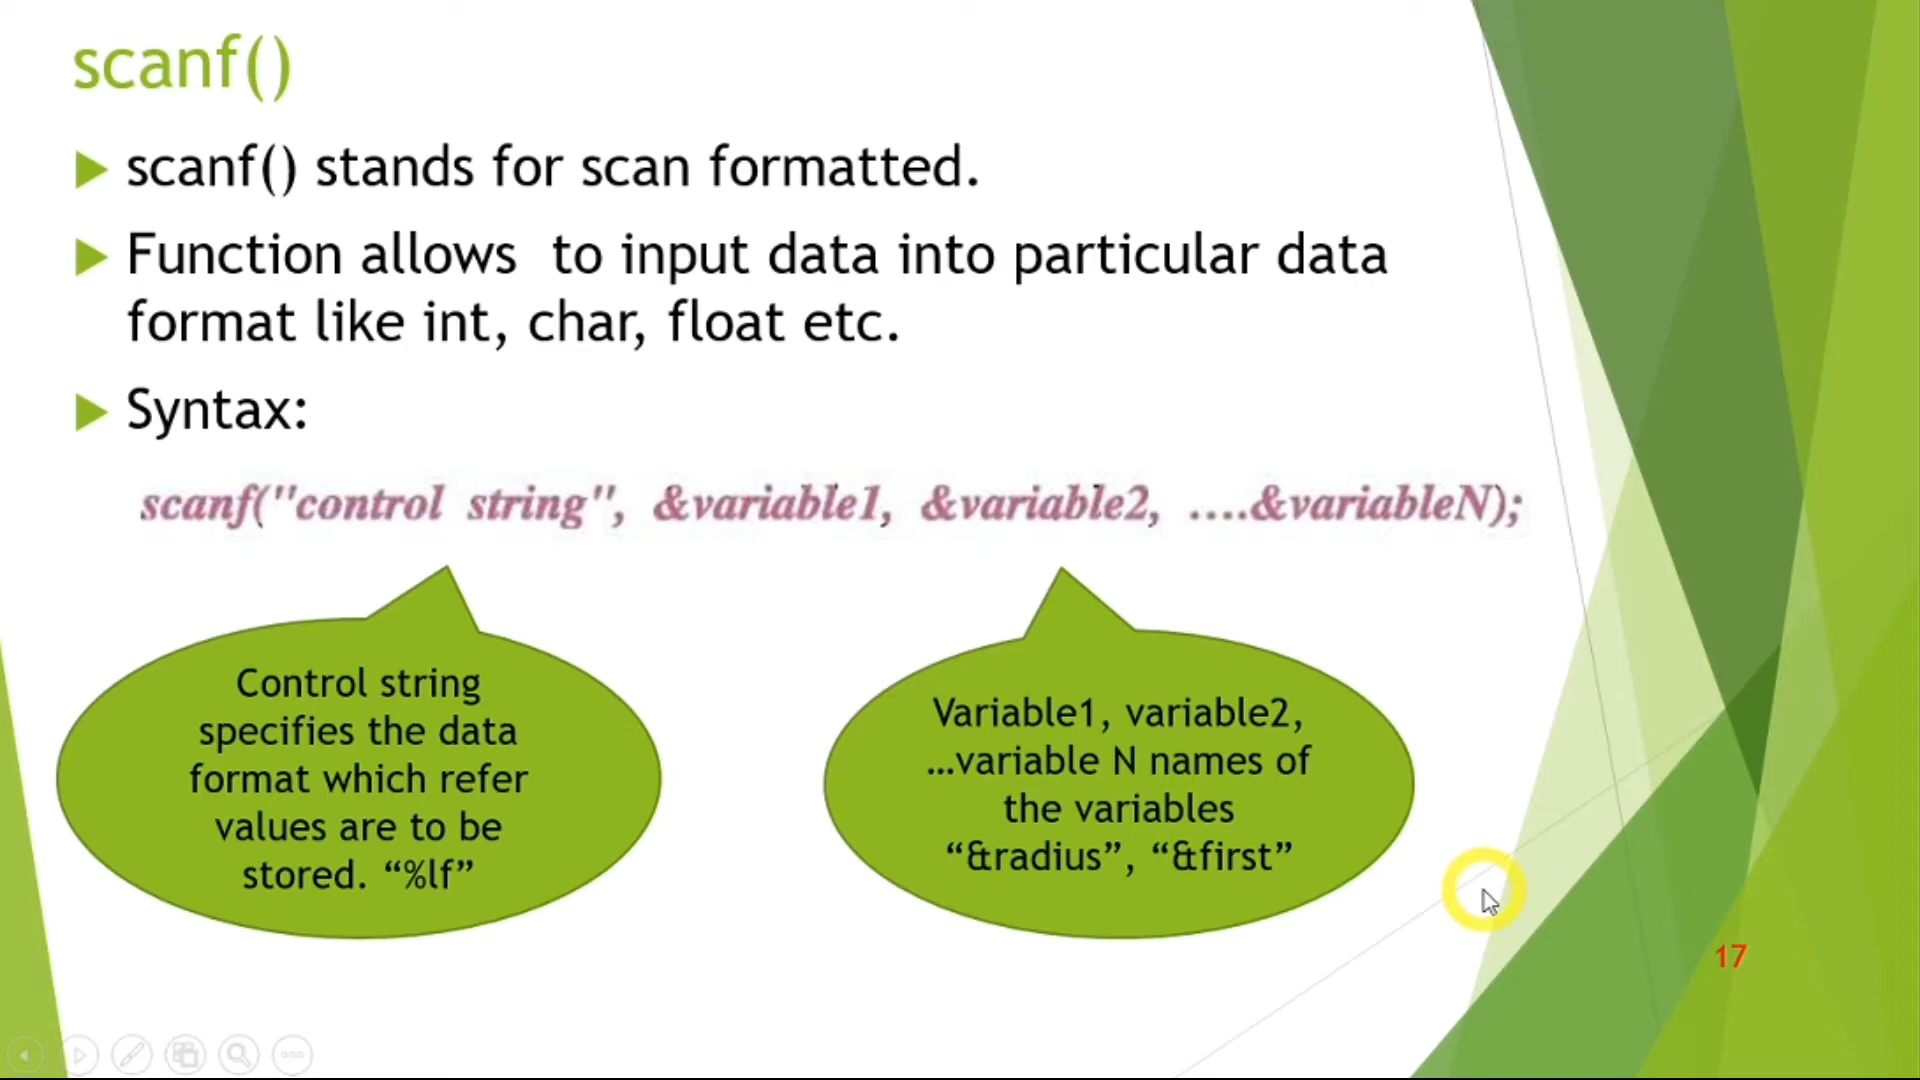 scanf()
scanf() stands for scan formatted.
Function allows  to input data into particular data
format like int, char, float etc.
Syntax:
scanf("control string", &variable1, &variable2, ....&variableN);
Control string
specifies the data
format which refer
values are to be
stored. “%lf”
Variable1, variable2,
…variable N names of
the variables
“&radius”, “&first”
17